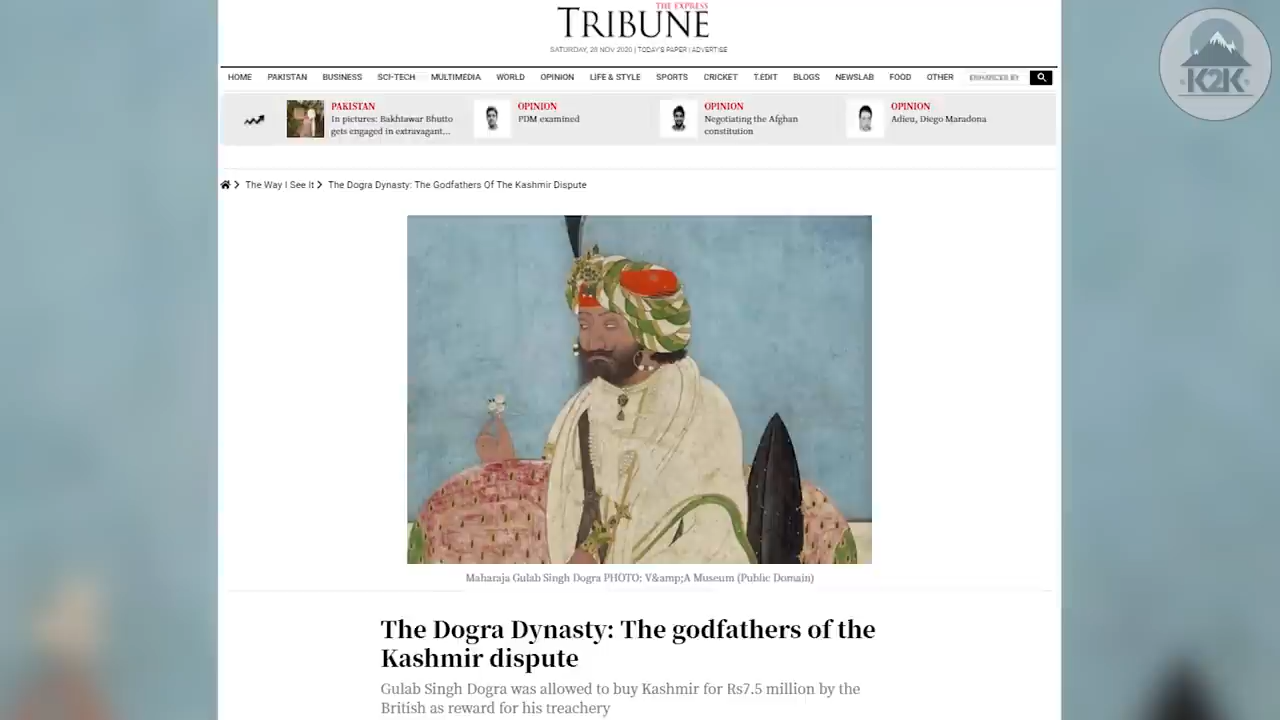 THE EXPRESS
TRIBUNE
SATURDAY, 28 NOV 2020 | TODAY'S PAPER | ADVERTISE
K2K
HOME PAKISTAN BUSINESS SCI-TECH MULTIMEDIA WORLD OPINION LIFE & STYLE SPORTS CRICKET T.EDIT BLOGS NEWSLAB FOOD OTHER
PAKISTAN
In pictures: Bakhtawar Bhutto
gets engaged in extravagant...
OPINION
PDM examined
OPINION
Negotiating the Afghan
constitution
OPINION
Adieu, Diego Maradona
The Way I See It > The Dogra Dynasty: The Godfathers Of The Kashmir Dispute
Maharaja Gulab Singh Dogra PHOTO: V&amp;A Museum (Public Domain)
The Dogra Dynasty: The godfathers of the
Kashmir dispute
Gulab Singh Dogra was allowed to buy Kashmir for Rs7.5 million by the
British as reward for his treachery